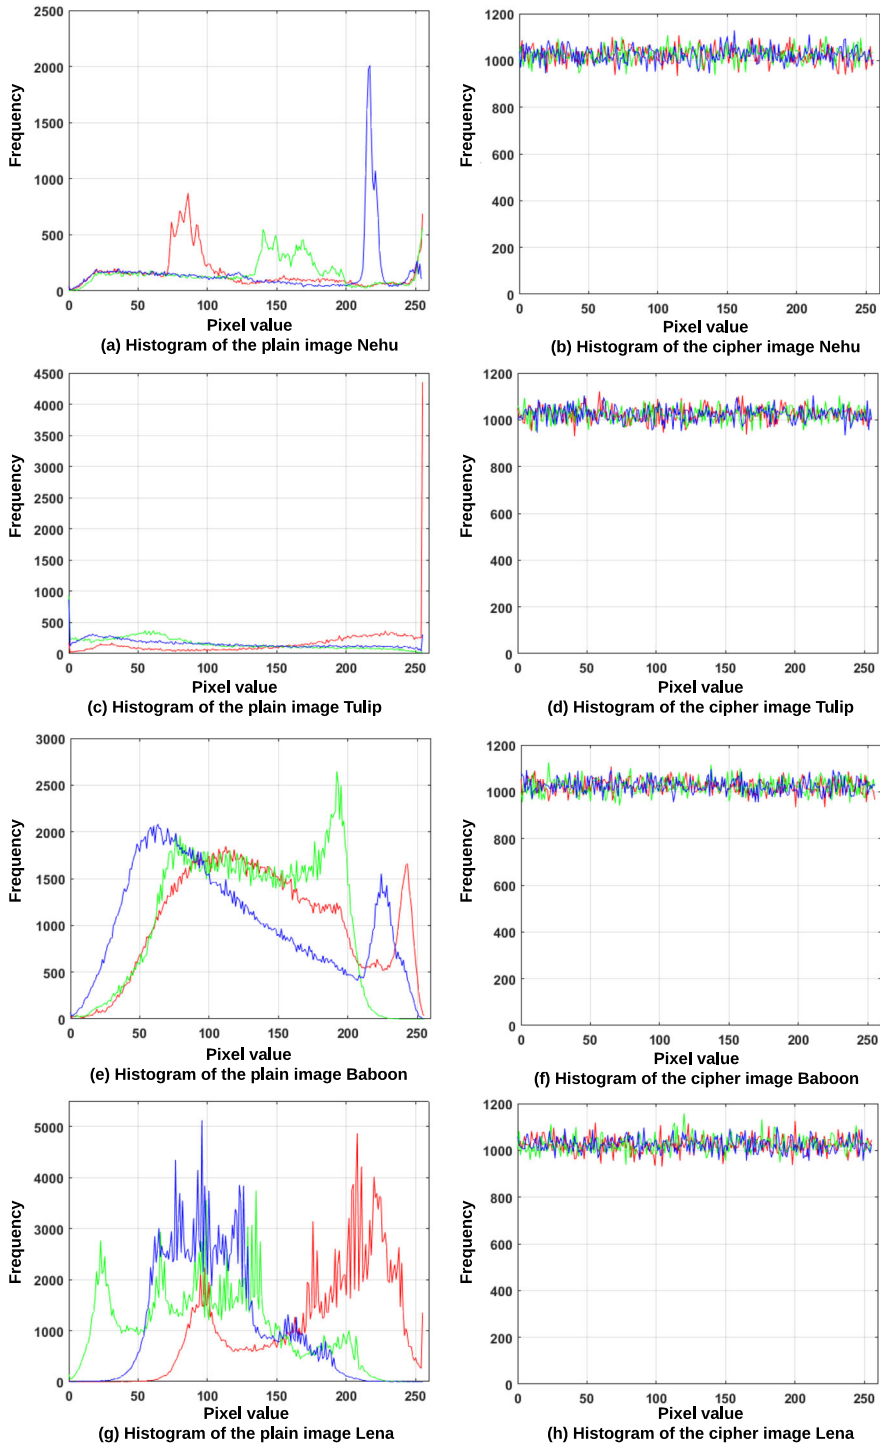 2500
2000
1500
1000
500
0
0 50 100 150 200 250
Frequency
Pixel value
(a) Histogram of the plain image Nehu
1200
1000
800
600
400
200
0
0 50 100 150 200 250
Frequency
Pixel value
(b) Histogram of the cipher image Nehu
4500
4000
3500
3000
2500
2000
1500
1000
500
0
0 50 100 150 200 250
Frequency
Pixel value
(c) Histogram of the plain image Tulip
1200
1000
800
600
400
200
0
0 50 100 150 200 250
Frequency
Pixel value
(d) Histogram of the cipher image Tulip
3000
2500
2000
1500
1000
500
0
0 50 100 150 200 250
Frequency
Pixel value
(e) Histogram of the plain image Baboon
1200
1000
800
600
400
200
0
0 50 100 150 200 250
Frequency
Pixel value
(f) Histogram of the cipher image Baboon
5000
4000
3000
2000
1000
0
0 50 100 150 200 250
Frequency
Pixel value
(g) Histogram of the plain image Lena
1200
1000
800
600
400
200
0
0 50 100 150 200 250
Frequency
Pixel value
(h) Histogram of the cipher image Lena